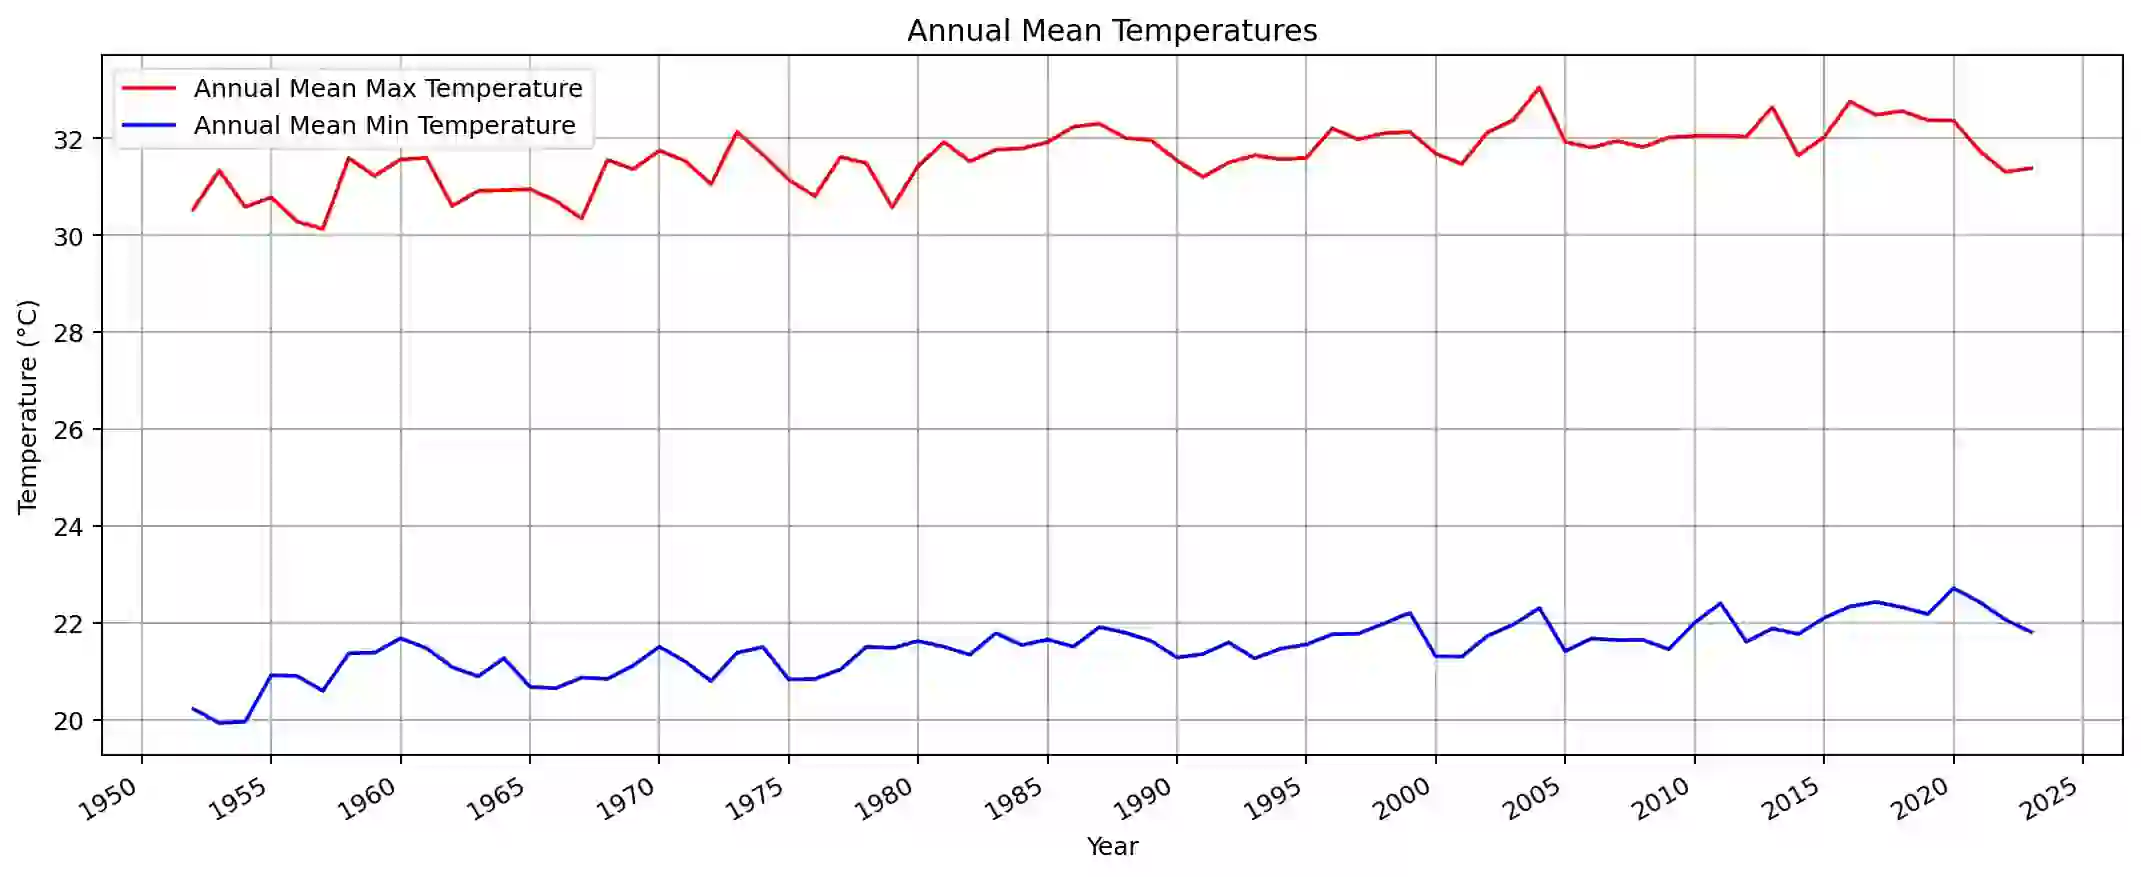 Annual Mean Temperatures
Annual Mean Max Temperature
Annual Mean Min Temperature
Temperature (°C)
32
30
28
26
24
22
20
1950 1955 1960 1965 1970 1975 1980 1985 1990 1995 2000 2005 2010 2015 2020 2025
Year